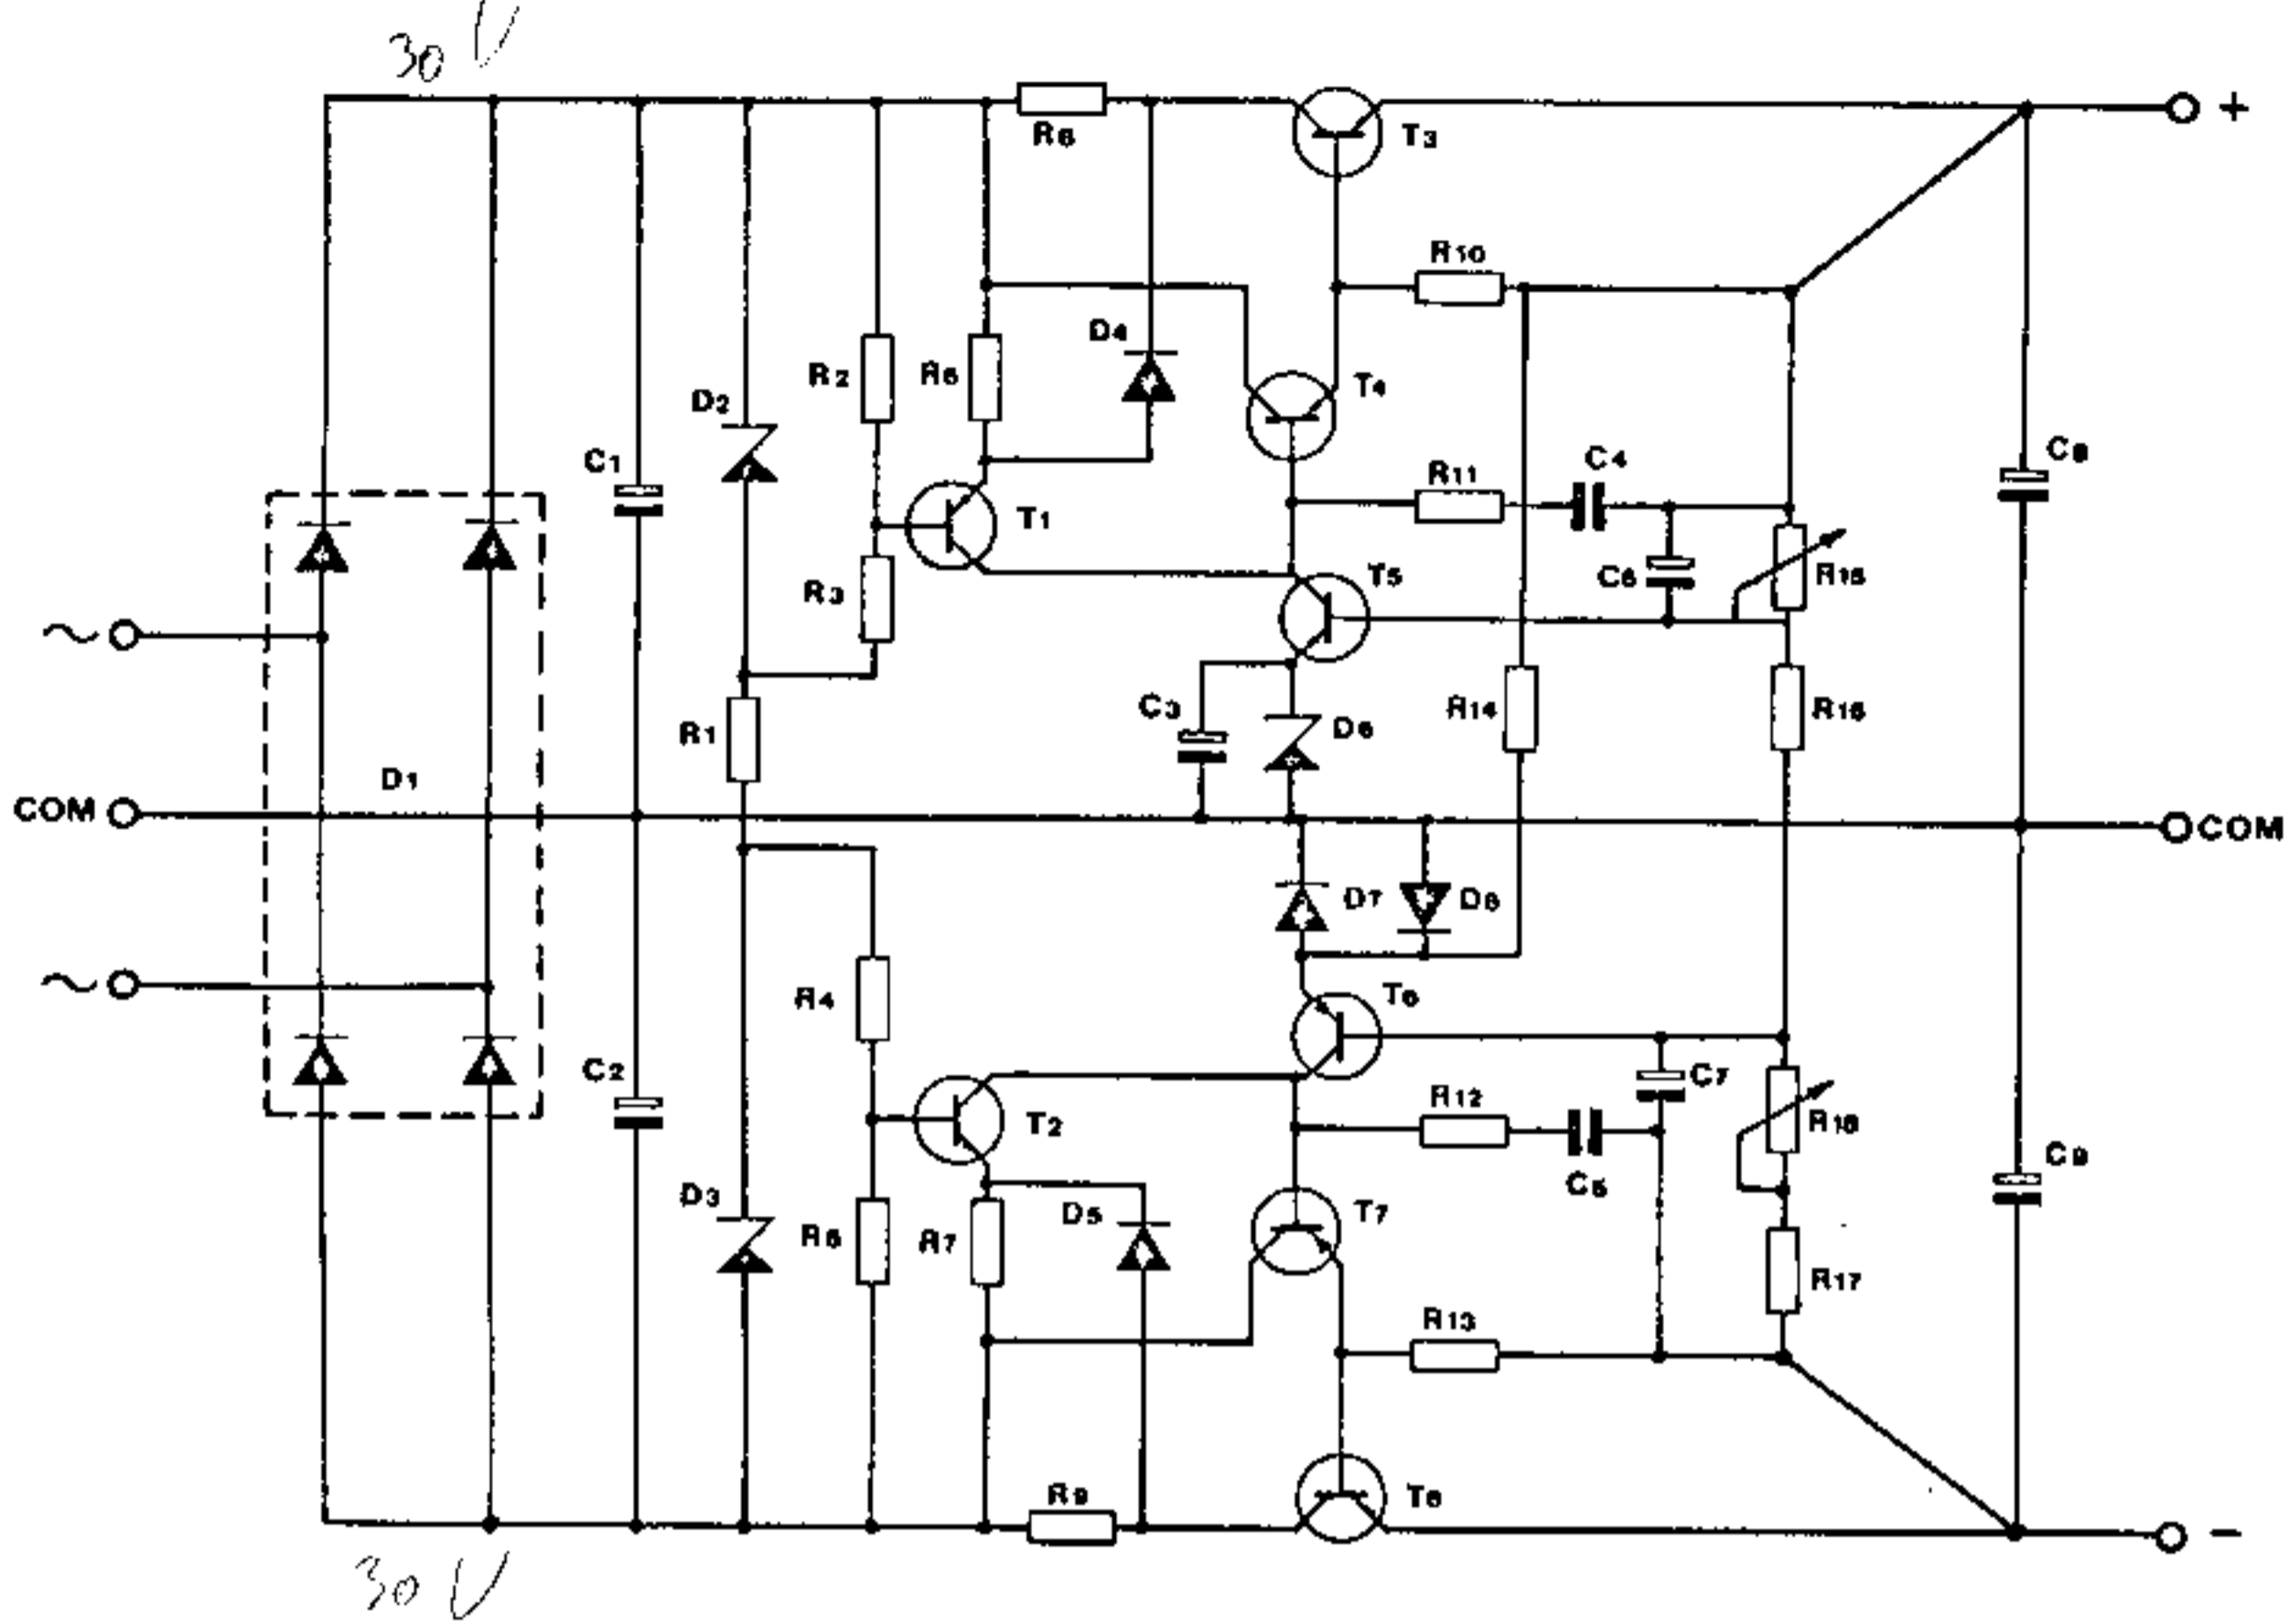 30 V
R8
+
T3
R10
D4
R2
R6
T4
D2
C8
C1
R11
C4
T1
T5
C6
R15
R3
~
C3
D6
R14
R16
R1
D1
COM
COM
D7
D8
~
R4
T6
C2
C7
R12
R18
T2
C5
C9
D3
R5
R7
D5
T7
R17
R13
R9
T8
−
30 V